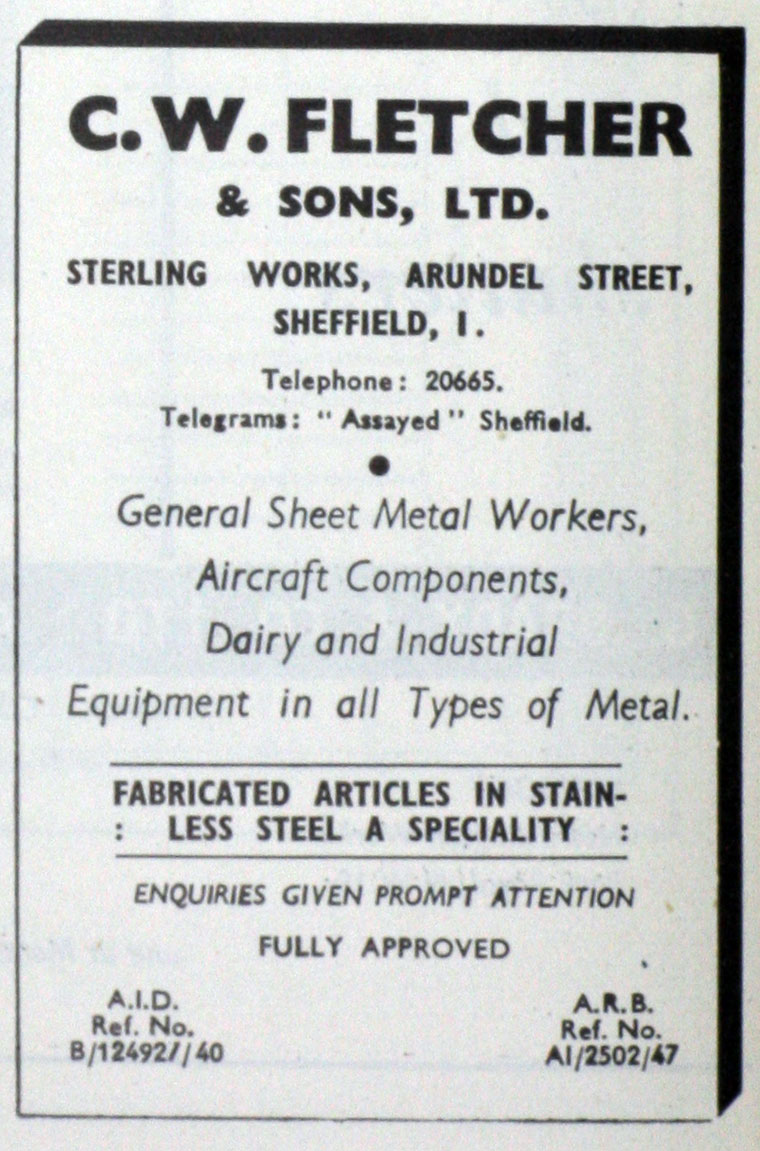 C. W. FLETCHER
& SONS, LTD.
STERLING WORKS, ARUNDEL STREET,
SHEFFIELD, 1.
Telephone: 20665.
Telegrams: "Assayed" Sheffield.
General Sheet Metal Workers,
Aircraft Components,
Dairy and Industrial
Equipment in all Types of Metal.
FABRICATED ARTICLES IN STAIN-
: LESS STEEL A SPECIALITY :
ENQUIRIES GIVEN PROMPT ATTENTION
FULLY APPROVED
A.I.D.
Ref. No.
A.R.B.
Ref. No.
AI/2502/47